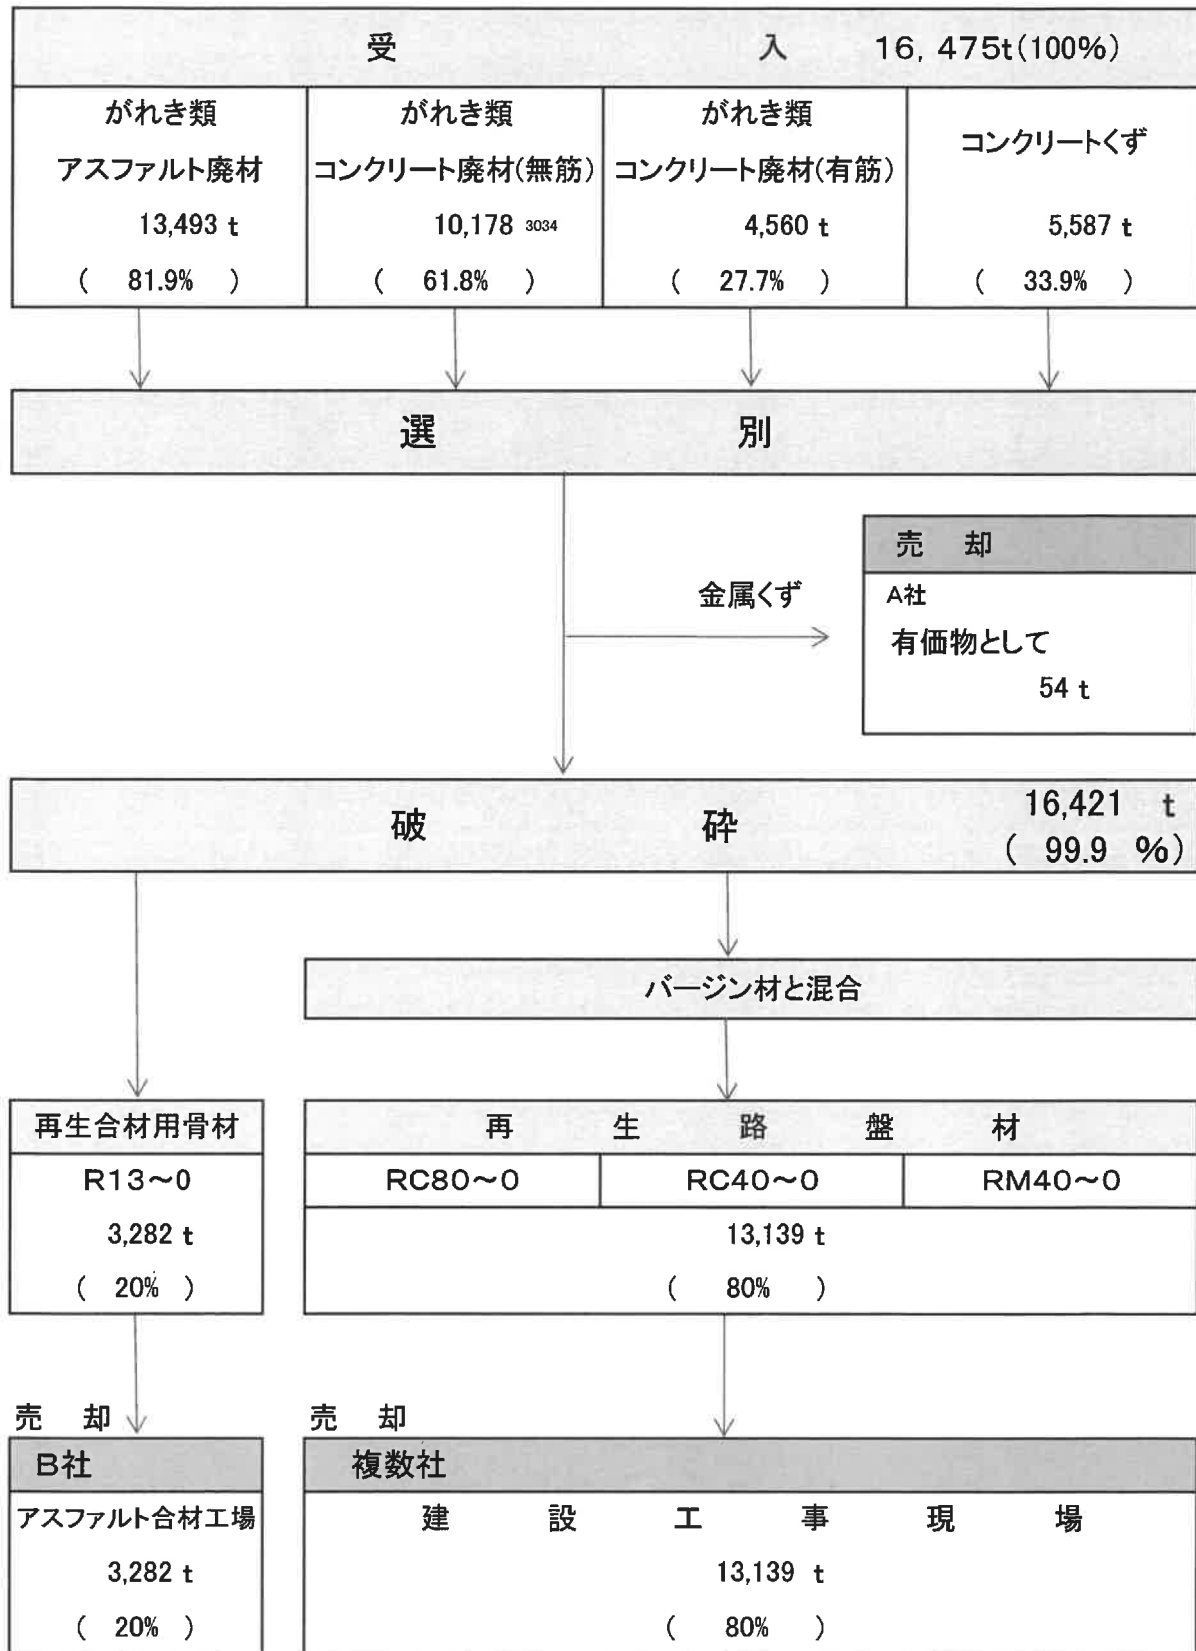 受 入 16,475t(100%)
がれき類 がれき類 がれき類 コンクリートくず
アスファルト廃材 コンクリート廃材(無筋) コンクリート廃材(有筋)
13,493 t 10,178 3034 4,560 t 5,587 t
( 81.9% ) ( 61.8% ) ( 27.7% ) ( 33.9% )
選 別
売 却
金属くず
A社
有価物として
54 t
破 砕
16,421 t
( 99.9 %)
バージン材と混合
再生合材用骨材 再 生 路 盤 材
R13~0 RC80~0 RC40~0 RM40~0
3,282 t 13,139 t
( 20% ) ( 80% )
売 却 売 却
B社 複数社
アスファルト合材工場 建 設 工 事 現 場
3,282 t 13,139 t
( 20% ) ( 80% )